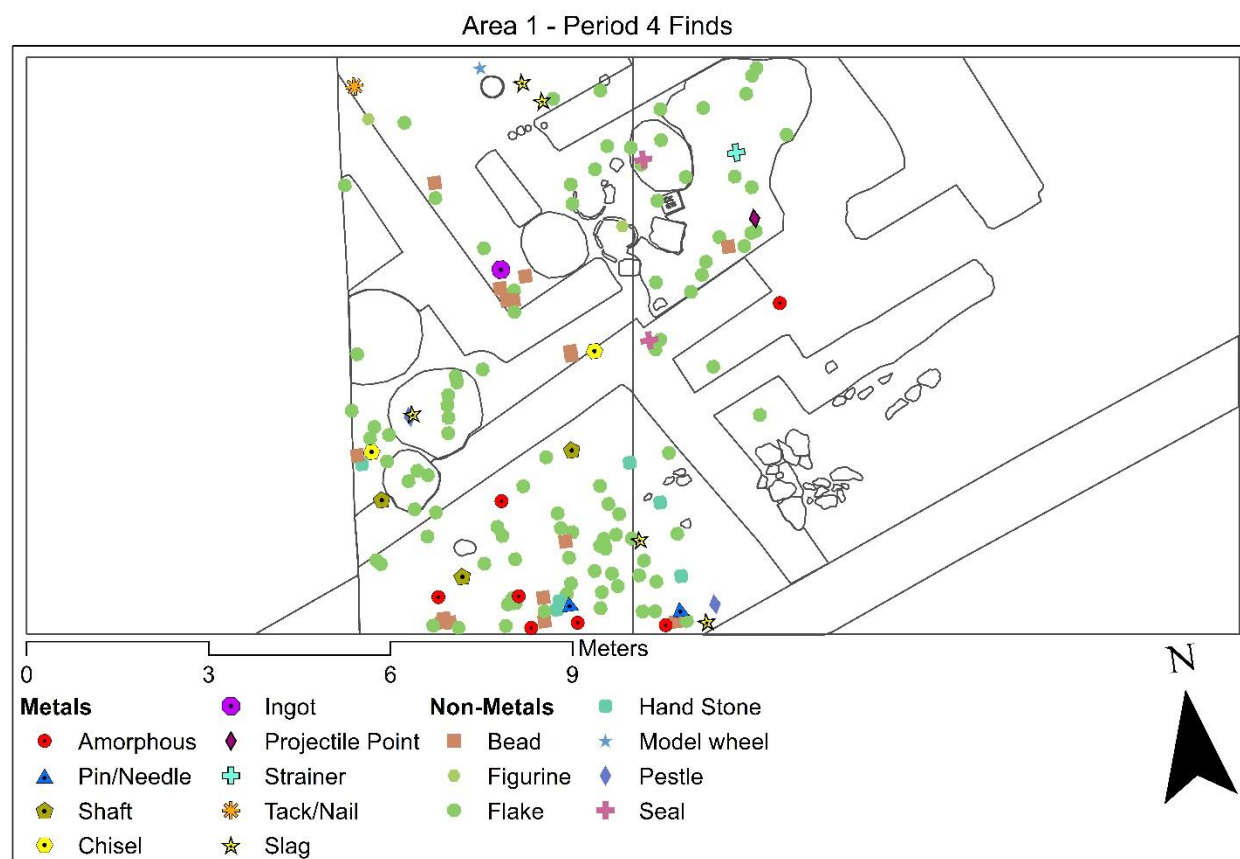 Area 1 - Period 4 Finds
Meters
0 3 6 9
N
Metals
Amorphous
Pin/Needle
Shaft
Chisel
Ingot
Projectile Point
Strainer
Tack/Nail
Slag
Non-Metals
Bead
Figurine
Flake
Hand Stone
Model wheel
Pestle
Seal